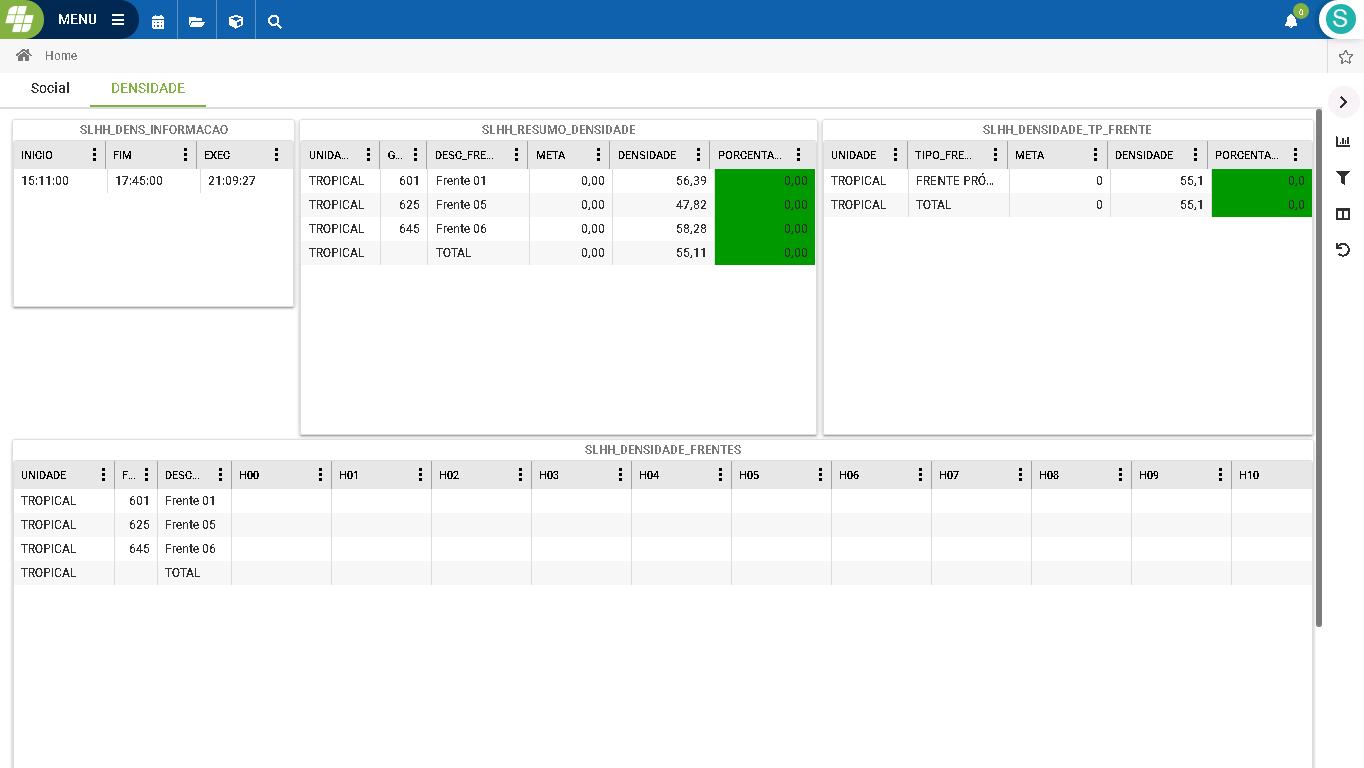 MENU
0
S
Home
Social DENSIDADE
SLHH_DENS_INFORMACAO
INICIO FIM EXEC
15:11:00 17:45:00 21:09:27
SLHH_RESUMO_DENSIDADE
UNIDA... G... DESC_FRE... META DENSIDADE PORCENTA...
TROPICAL 601 Frente 01 0,00 56,39 0,00
TROPICAL 625 Frente 05 0,00 47,82 0,00
TROPICAL 645 Frente 06 0,00 58,28 0,00
TROPICAL TOTAL 0,00 55,11 0,00
SLHH_DENSIDADE_TP_FRENTE
UNIDADE TIPO_FRE... META DENSIDADE PORCENTA...
TROPICAL FRENTE PRÓ... 0 55,1 0,0
TROPICAL TOTAL 0 55,1 0,0
SLHH_DENSIDADE_FRENTES
UNIDADE F... DESC... H00 H01 H02 H03 H04 H05 H06 H07 H08 H09 H10
TROPICAL 601 Frente 01
TROPICAL 625 Frente 05
TROPICAL 645 Frente 06
TROPICAL TOTAL